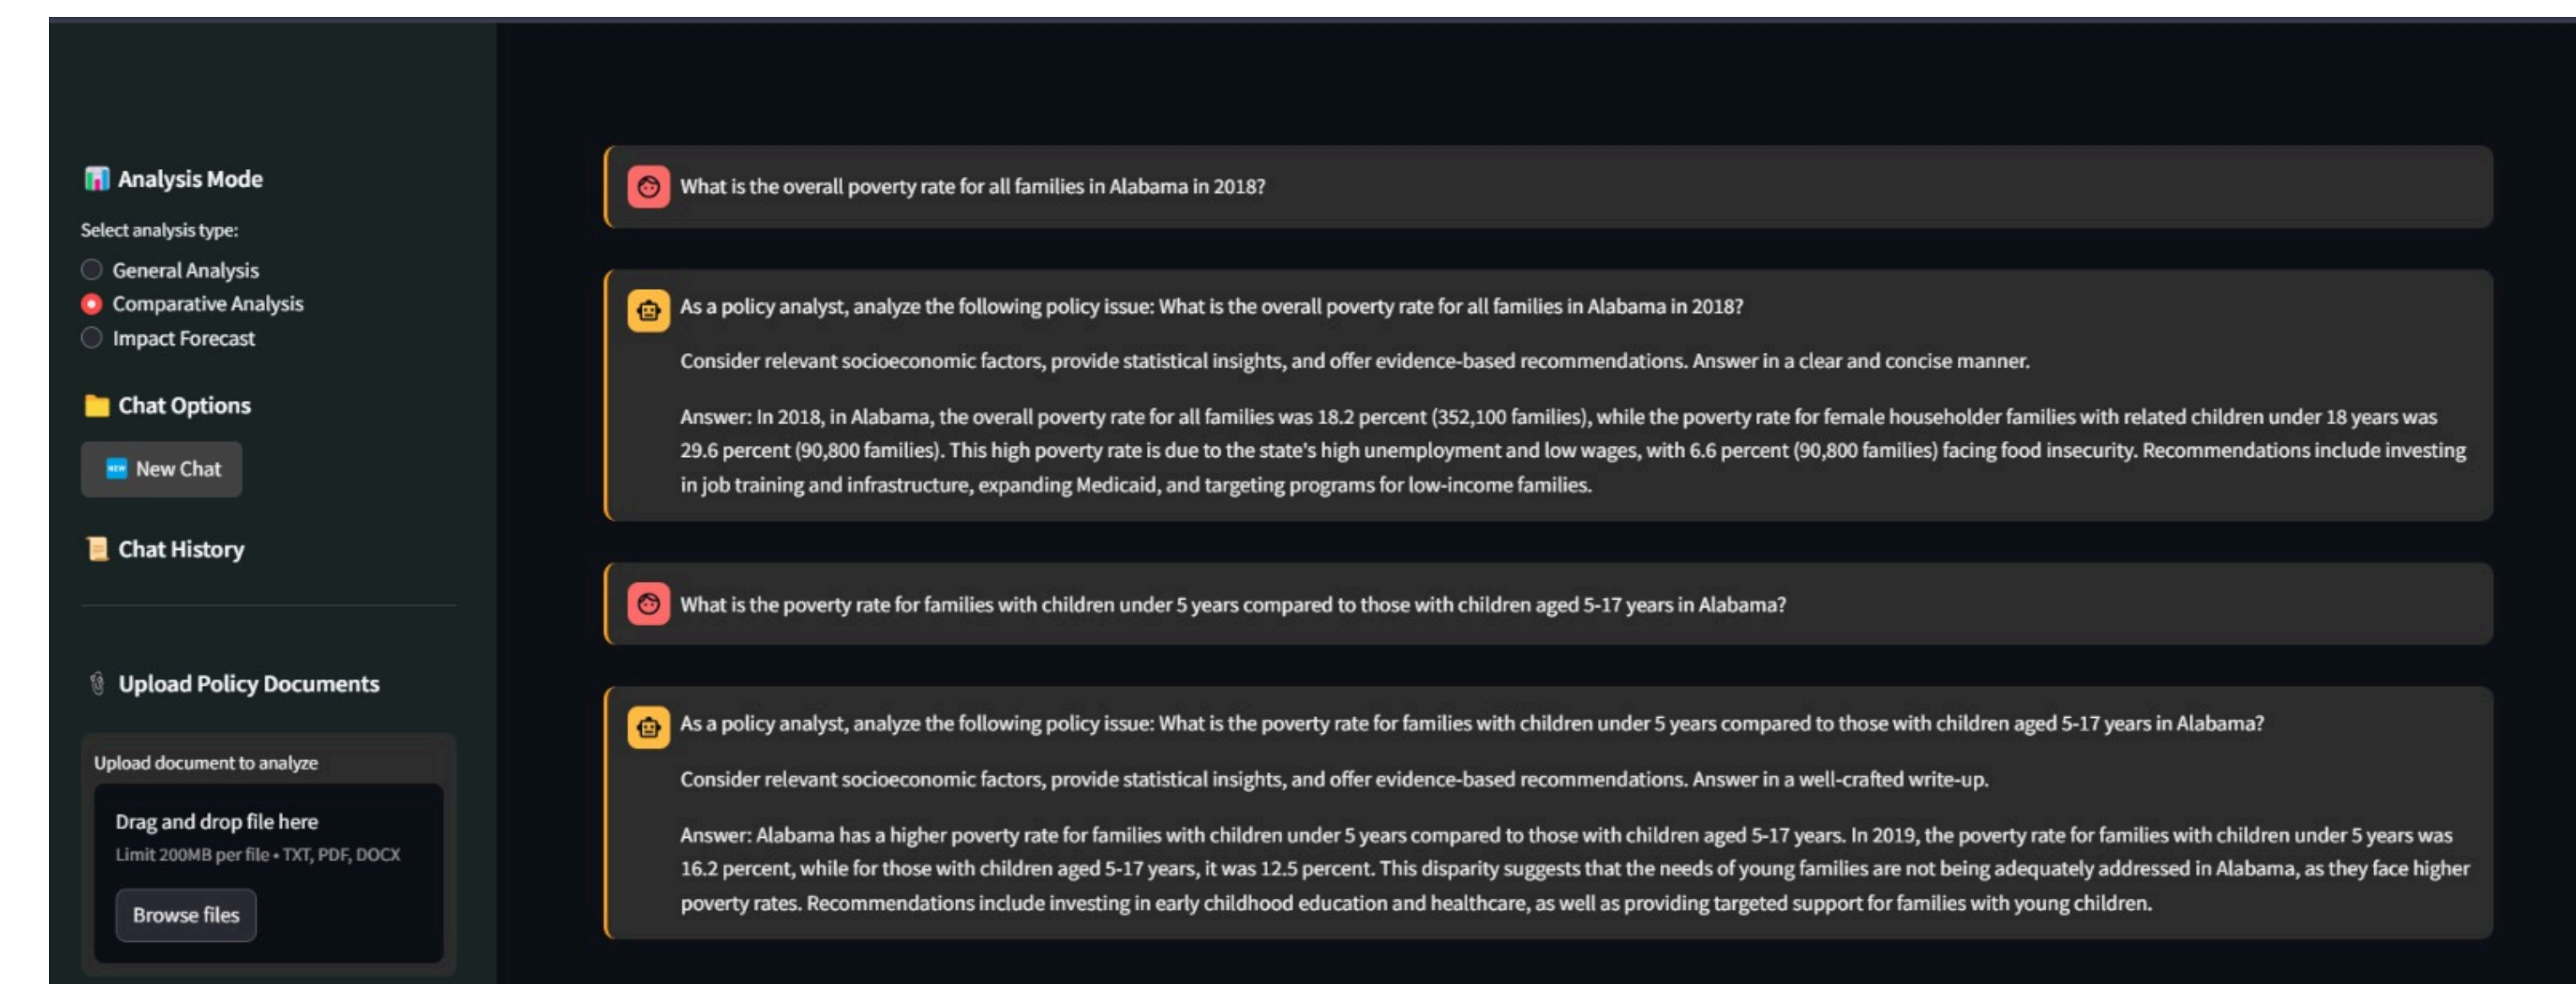 Analysis Mode
Select analysis type:
General Analysis
Comparative Analysis
Impact Forecast
Chat Options
NEW New Chat
Chat History
Upload Policy Documents
Upload document to analyze
Drag and drop file here
Limit 200MB per file • TXT, PDF, DOCX
Browse files
What is the overall poverty rate for all families in Alabama in 2018?
As a policy analyst, analyze the following policy issue: What is the overall poverty rate for all families in Alabama in 2018?
Consider relevant socioeconomic factors, provide statistical insights, and offer evidence-based recommendations. Answer in a clear and concise manner.
Answer: In 2018, in Alabama, the overall poverty rate for all families was 18.2 percent (352,100 families), while the poverty rate for female householder families with related children under 18 years was
29.6 percent (90,800 families). This high poverty rate is due to the state's high unemployment and low wages, with 6.6 percent (90,800 families) facing food insecurity. Recommendations include investing
in job training and infrastructure, expanding Medicaid, and targeting programs for low-income families.
What is the poverty rate for families with children under 5 years compared to those with children aged 5-17 years in Alabama?
As a policy analyst, analyze the following policy issue: What is the poverty rate for families with children under 5 years compared to those with children aged 5-17 years in Alabama?
Consider relevant socioeconomic factors, provide statistical insights, and offer evidence-based recommendations. Answer in a well-crafted write-up.
Answer: Alabama has a higher poverty rate for families with children under 5 years compared to those with children aged 5-17 years. In 2019, the poverty rate for families with children under 5 years was
16.2 percent, while for those with children aged 5-17 years, it was 12.5 percent. This disparity suggests that the needs of young families are not being adequately addressed in Alabama, as they face higher
poverty rates. Recommendations include investing in early childhood education and healthcare, as well as providing targeted support for families with young children.